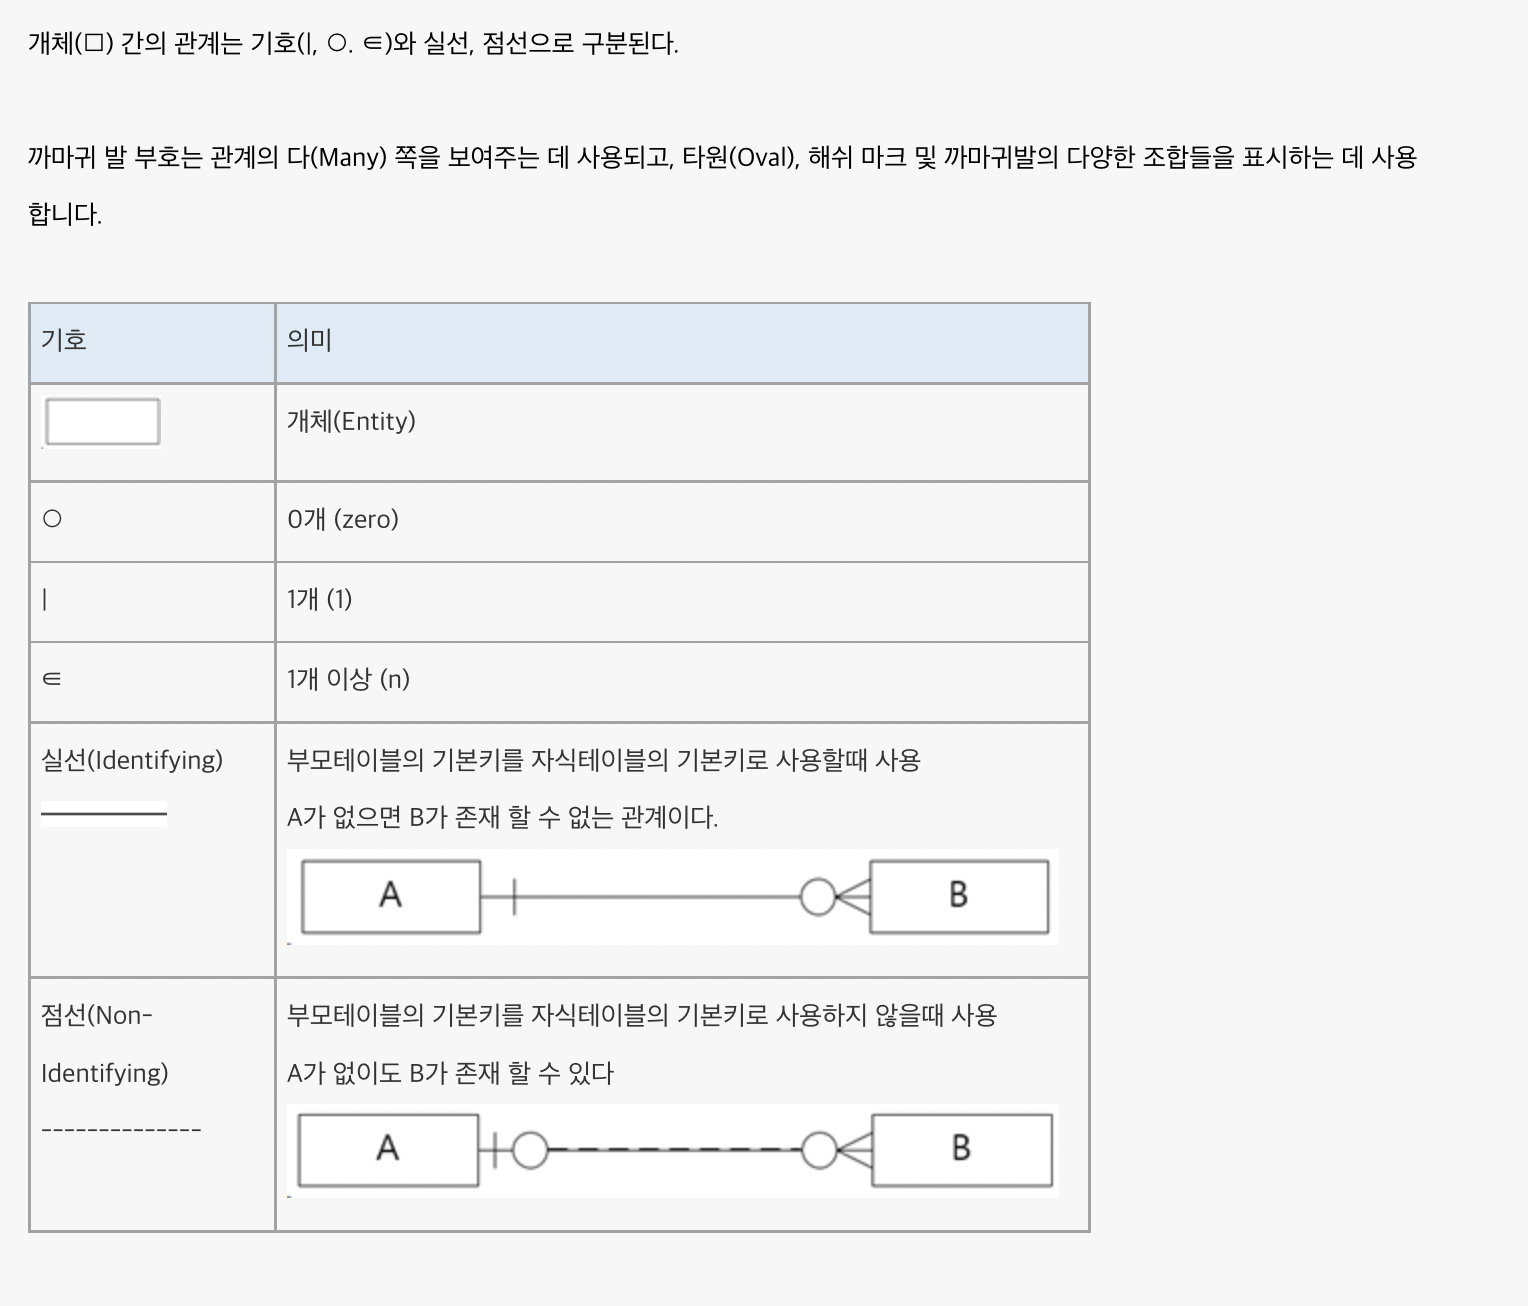 개체(□) 간의 관계는 기호(|, ○. ∈)와 실선, 점선으로 구분된다.
까마귀 발 부호는 관계의 다(Many) 쪽을 보여주는 데 사용되고, 타원(Oval), 해쉬 마크 및 까마귀발의 다양한 조합들을 표시하는 데 사용
합니다.
기호 의미
개체(Entity)
○ 0개 (zero)
| 1개 (1)
∈ 1개 이상 (n)
실선(Identifying)
부모테이블의 기본키를 자식테이블의 기본키로 사용할때 사용
A가 없으면 B가 존재 할 수 없는 관계이다.
A B
점선(Non-
Identifying)
--------------
부모테이블의 기본키를 자식테이블의 기본키로 사용하지 않을때 사용
A가 없이도 B가 존재 할 수 있다
A B